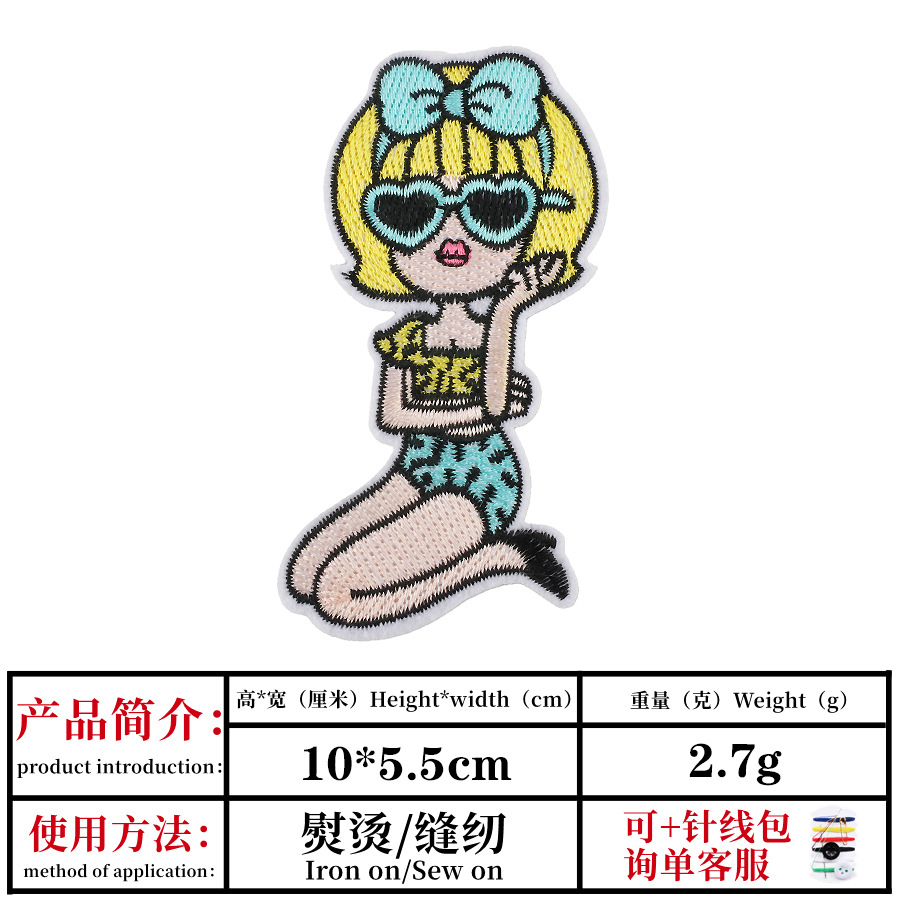 产品简介：
product introduction：
高*宽（厘米）Height*width（cm）
重量（克）Weight（g）
10*5.5cm
2.7g
使用方法：
method of application：
熨烫/缝纫
Iron on/Sew on
可+针线包
询单客服